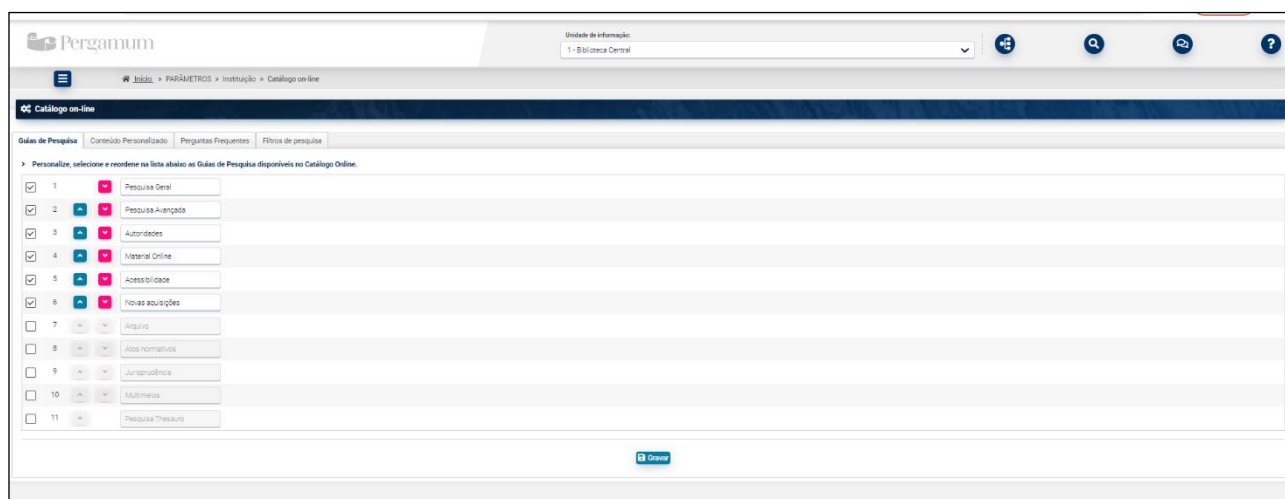 Pergamum
Unidade de informação:
1 - Biblioteca Central
?
Início » PARÂMETROS » Instituição » Catálogo on-line
Catálogo on-line
Guias de Pesquisa Conteúdo Personalizado Perguntas Frequentes Filtros de pesquisa
> Personalize, selecione e reordene na lista abaixo as Guias de Pesquisa disponíveis no Catálogo Online.
1 Pesquisa Geral
2 Pesquisa Avançada
3 Autoridades
4 Material Online
5 Acessibilidade
6 Novas aquisições
7 Arquivo
8 Atos normativos
9 Jurisprudência
10 Multimeios
11 Pesquisa Thesauro
Gravar